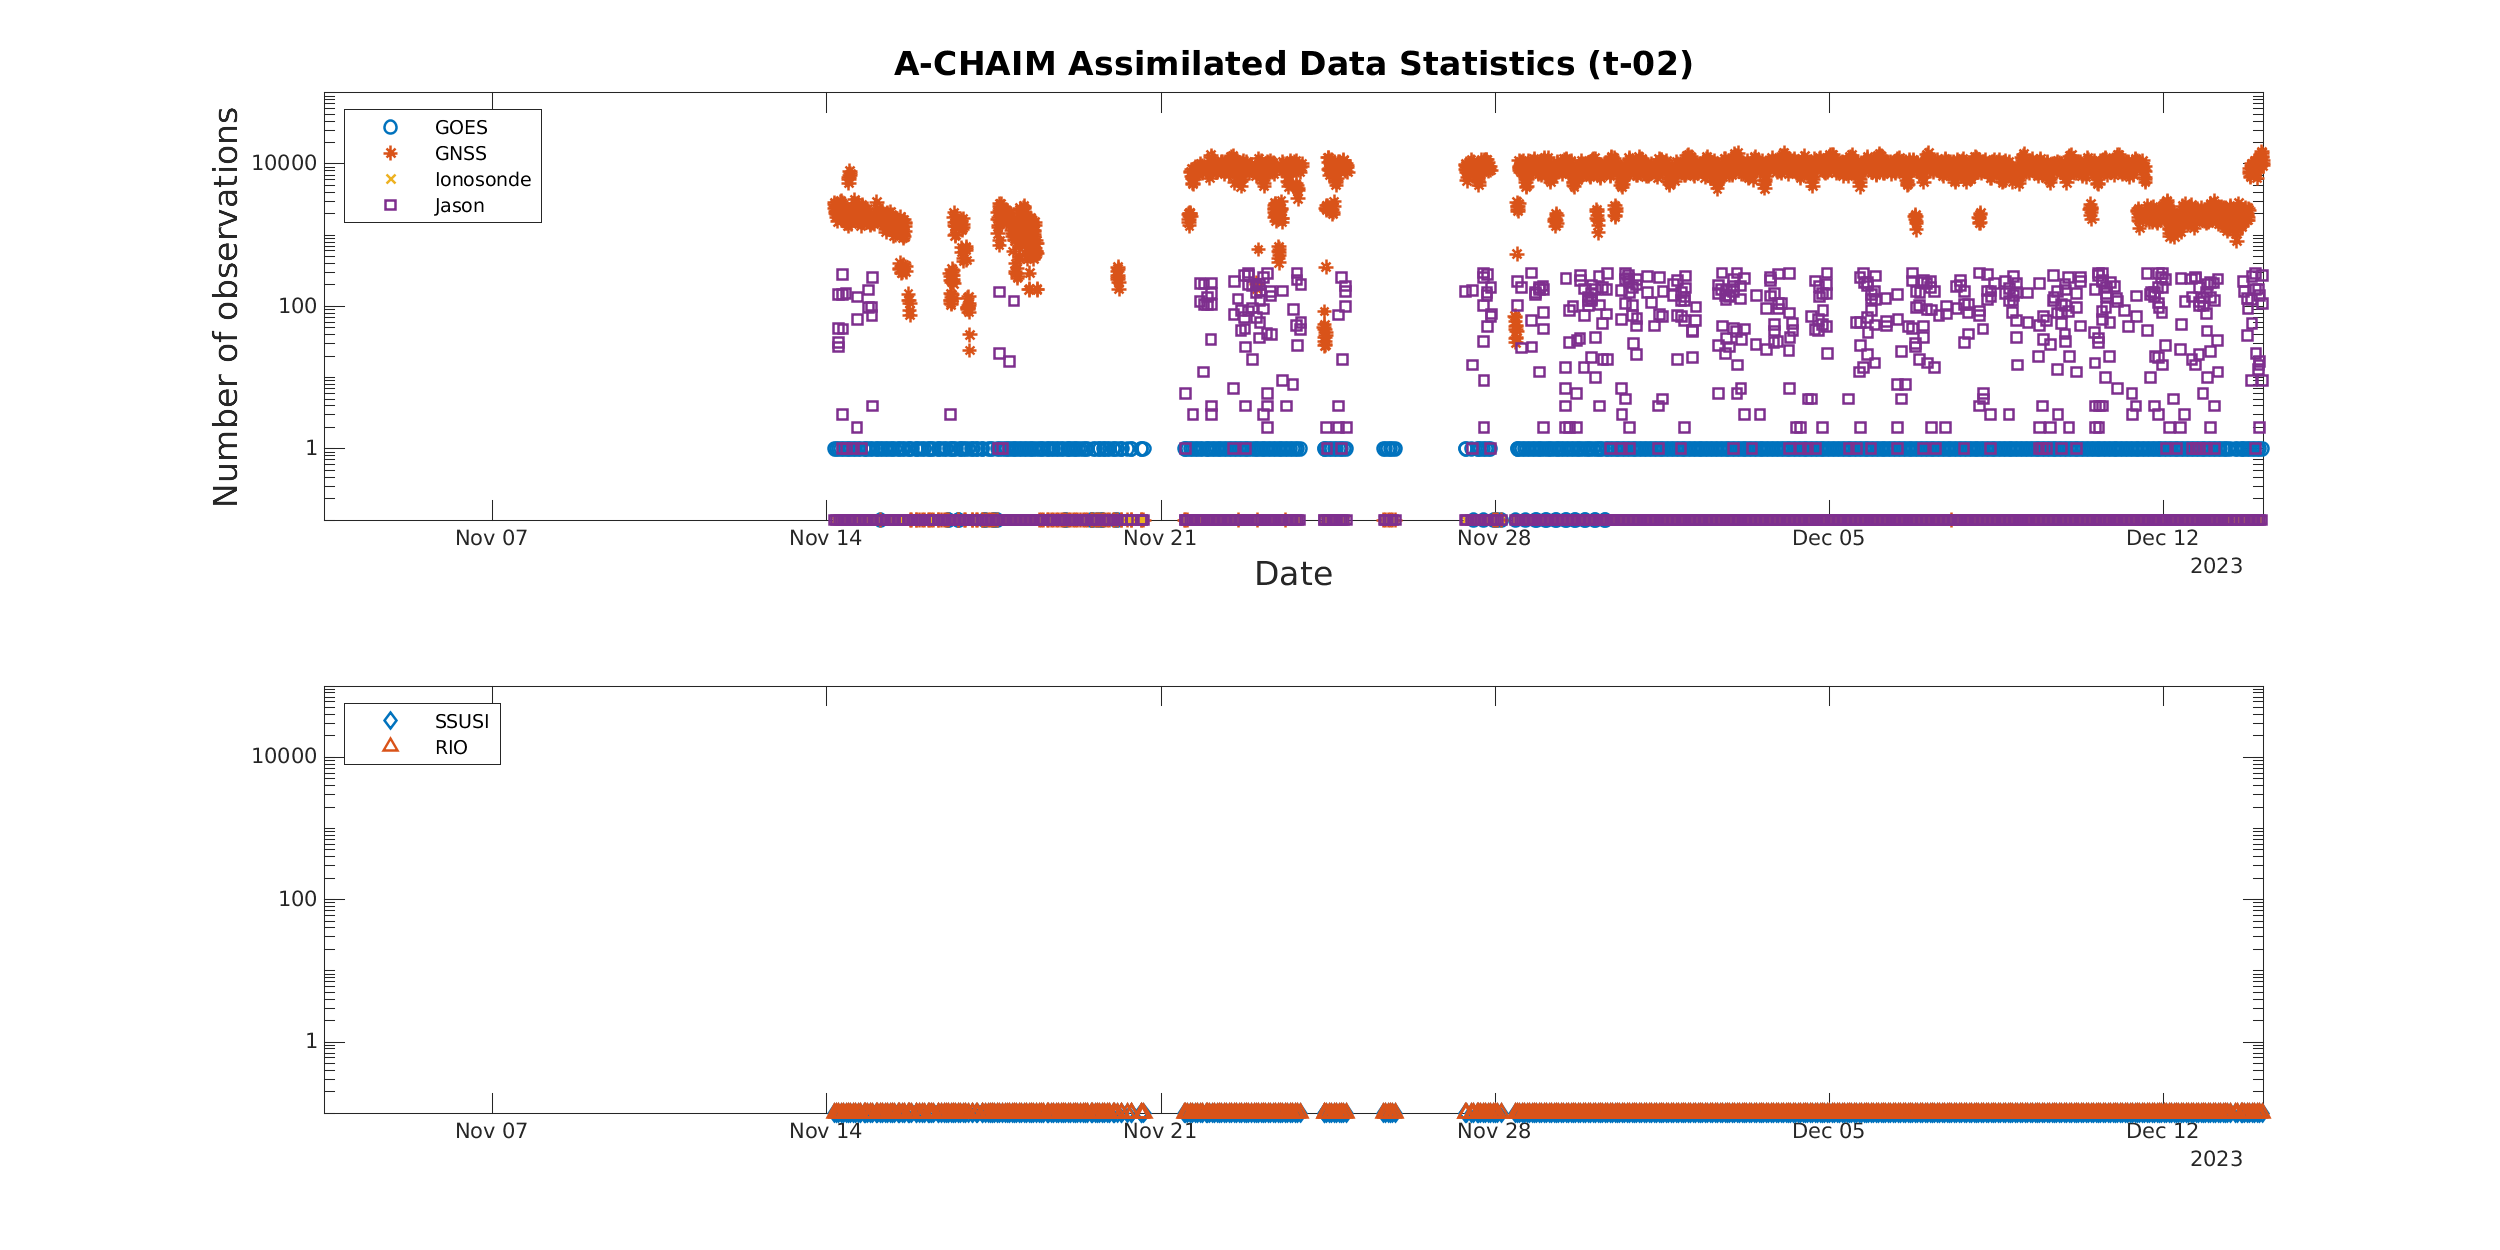 A-CHAIM Assimilated Data Statistics (t-02)
Number of observations
GOES
GNSS
Ionosonde
Jason
10000
100
1
Nov 07 Nov 14 Nov 21 Nov 28 Dec 05 Dec 12
2023
Date
SSUSI
RIO
10000
100
1
Nov 07 Nov 14 Nov 21 Nov 28 Dec 05 Dec 12
2023